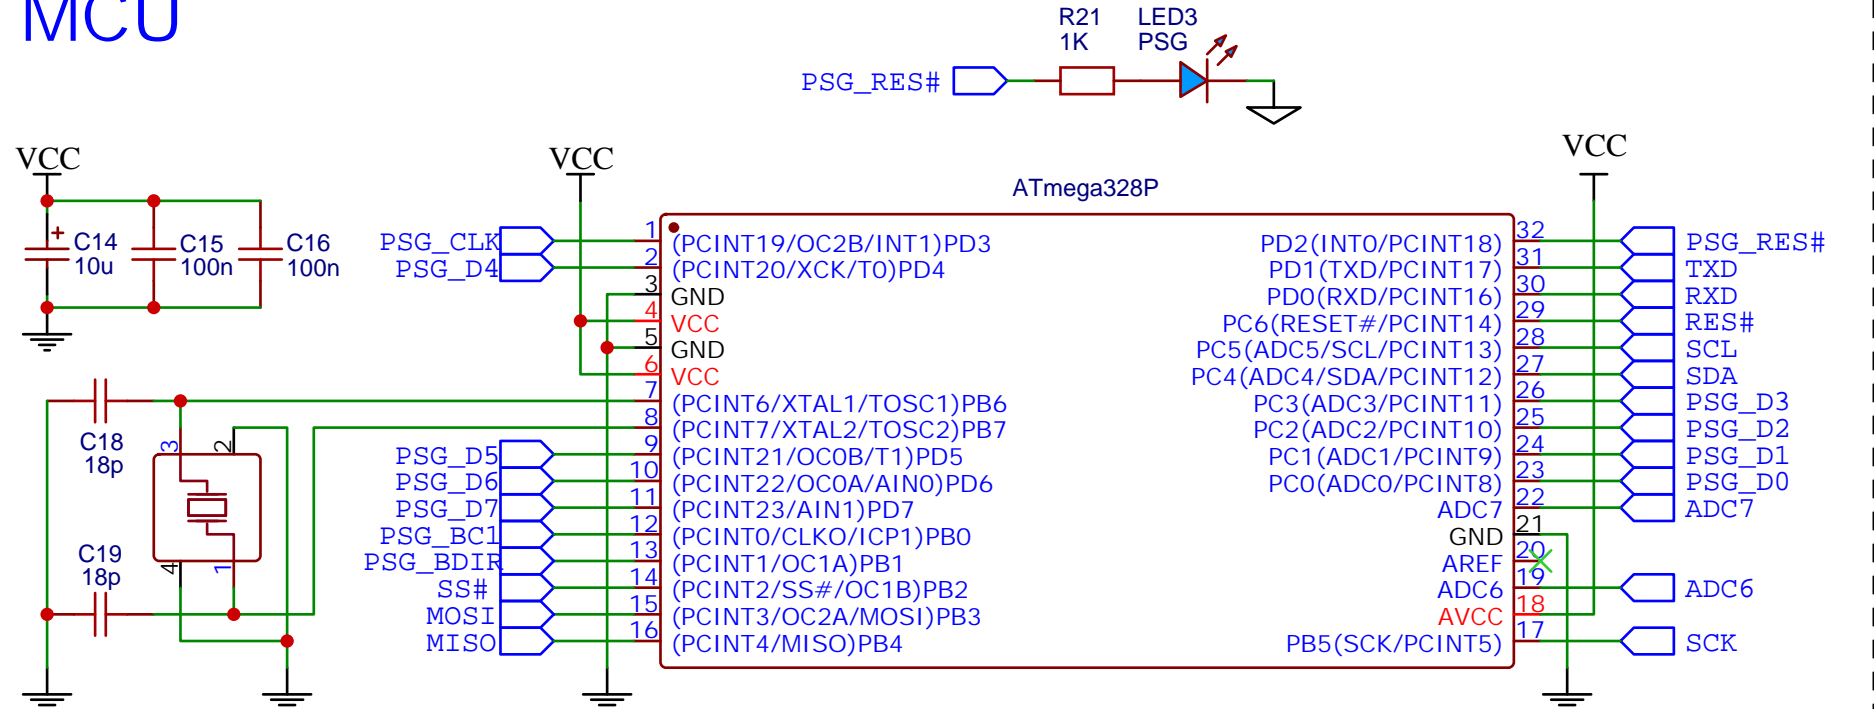 MCU
R21
1K
LED3
PSG
PSG_RES#
VCC
C14
10u
+
C15
100n
C16
100n
VCC
VCC
ATmega328P
PSG_CLK 1 (PCINT19/OC2B/INT1)PD3
PSG_D4 2 (PCINT20/XCK/T0)PD4
3 GND
4 VCC
5 GND
6 VCC
7 (PCINT6/XTAL1/TOSC1)PB6
8 (PCINT7/XTAL2/TOSC2)PB7
PSG_D5 9 (PCINT21/OC0B/T1)PD5
PSG_D6 10 (PCINT22/OC0A/AIN0)PD6
PSG_D7 11 (PCINT23/AIN1)PD7
PSG_BC1 12 (PCINT0/CLKO/ICP1)PB0
PSG_BDIR 13 (PCINT1/OC1A)PB1
SS# 14 (PCINT2/SS#/OC1B)PB2
MOSI 15 (PCINT3/OC2A/MOSI)PB3
MISO 16 (PCINT4/MISO)PB4
PD2(INT0/PCINT18) 32 PSG_RES#
PD1(TXD/PCINT17) 31 TXD
PD0(RXD/PCINT16) 30 RXD
PC6(RESET#/PCINT14) 29 RES#
PC5(ADC5/SCL/PCINT13) 28 SCL
PC4(ADC4/SDA/PCINT12) 27 SDA
PC3(ADC3/PCINT11) 26 PSG_D3
PC2(ADC2/PCINT10) 25 PSG_D2
PC1(ADC1/PCINT9) 24 PSG_D1
PC0(ADC0/PCINT8) 23 PSG_D0
ADC7 22 ADC7
GND 21
AREF 20
ADC6 19 ADC6
AVCC 18
PB5(SCK/PCINT5) 17 SCK
C18
18p
3
2
C19
18p
4
1